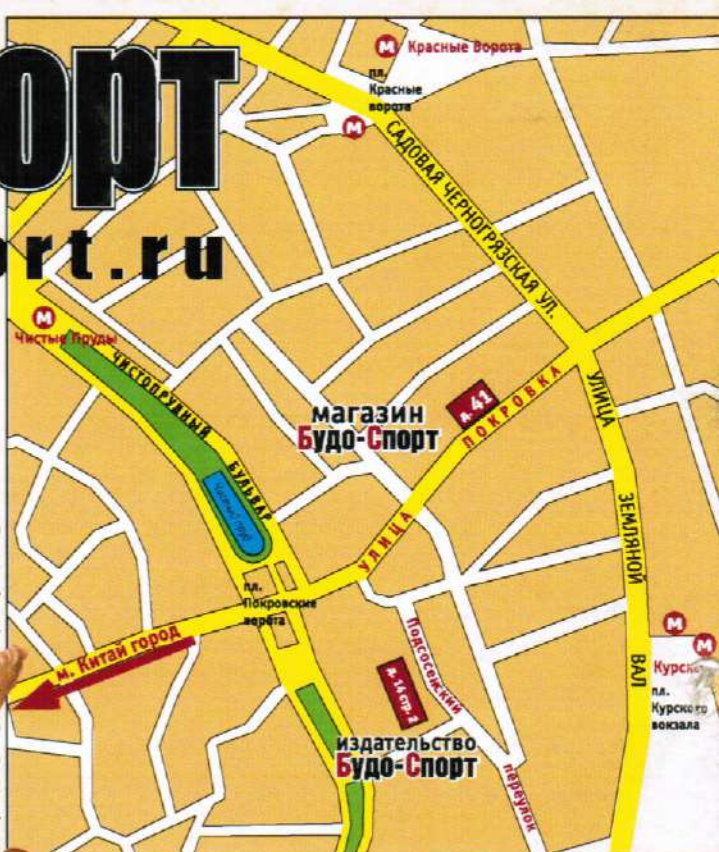 орт
rt.ru
М Красные Ворота
пл.
Красные
ворота
М
САДОВАЯ ЧЕРНОГРЯЗСКАЯ УЛ.
М
Чистые Пруды
ЧИСТОПРУДНЫЙ БУЛЬВАР
магазин
Будо-Спорт
д. 41
УЛИЦА ПОКРОВКА
УЛИЦА ЗЕМЛЯНОЙ ВАЛ
пл.
Покровские
ворота
м. Китай город
Подсосенский переулок
д. 14 стр. 2
издательство
Будо-Спорт
М
М
Курск
пл.
Курского
вокзала